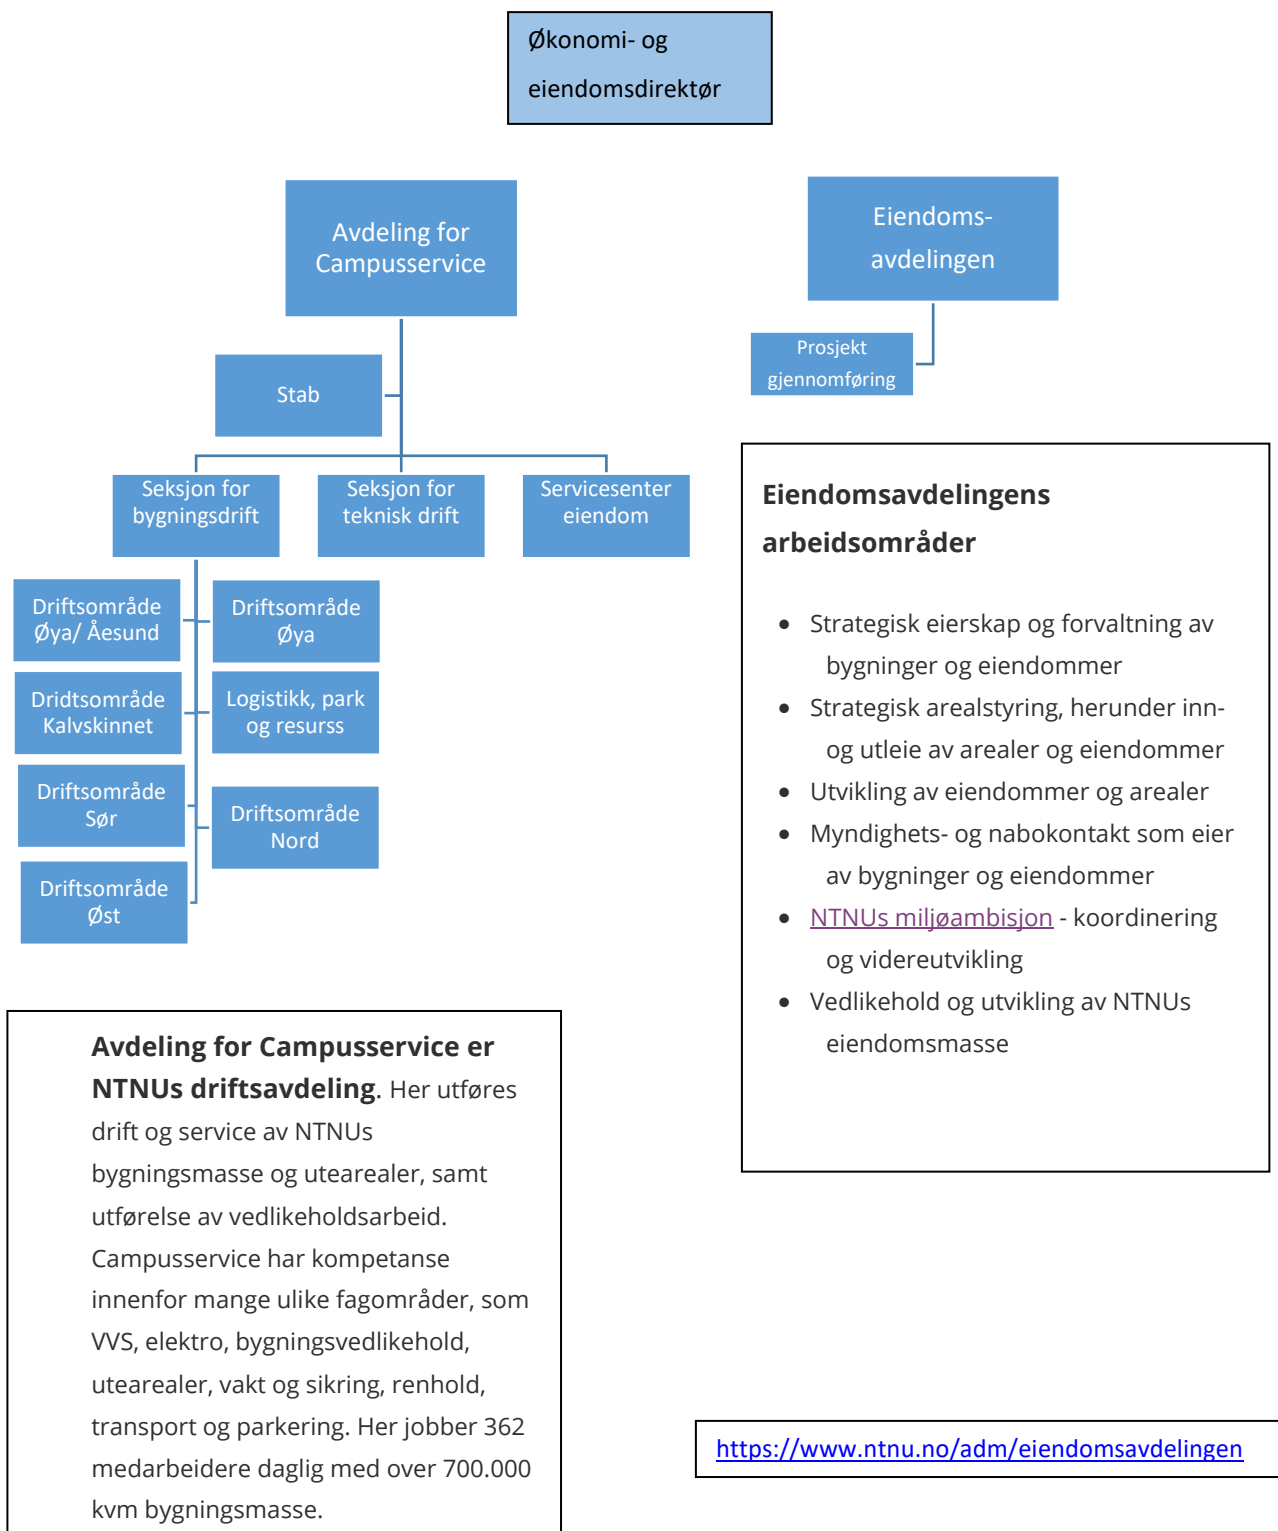 Økonomi- og
eiendomsdirektør
Avdeling for
Campusservice
Eiendoms-
avdelingen
Stab
Prosjekt
gjennomføring
Seksjon for
bygningsdrift
Seksjon for
teknisk drift
Servicesenter
eiendom
Driftsområde
Øya/ Åesund
Driftsområde
Øya
Dridtsområde
Kalvskinnet
Logistikk, park
og resurss
Driftsområde
Sør
Driftsområde
Nord
Driftsområde
Øst
Eiendomsavdelingens
arbeidsområder
• Strategisk eierskap og forvaltning av
bygninger og eiendommer
• Strategisk arealstyring, herunder inn-
og utleie av arealer og eiendommer
• Utvikling av eiendommer og arealer
• Myndighets- og nabokontakt som eier
av bygninger og eiendommer
• NTNUs miljøambisjon - koordinering
og videreutvikling
• Vedlikehold og utvikling av NTNUs
eiendomsmasse
Avdeling for Campusservice er
NTNUs driftsavdeling. Her utføres
drift og service av NTNUs
bygningsmasse og utearealer, samt
utførelse av vedlikeholdsarbeid.
Campusservice har kompetanse
innenfor mange ulike fagområder, som
VVS, elektro, bygningsvedlikehold,
utearealer, vakt og sikring, renhold,
transport og parkering. Her jobber 362
medarbeidere daglig med over 700.000
kvm bygningsmasse.
https://www.ntnu.no/adm/eiendomsavdelingen